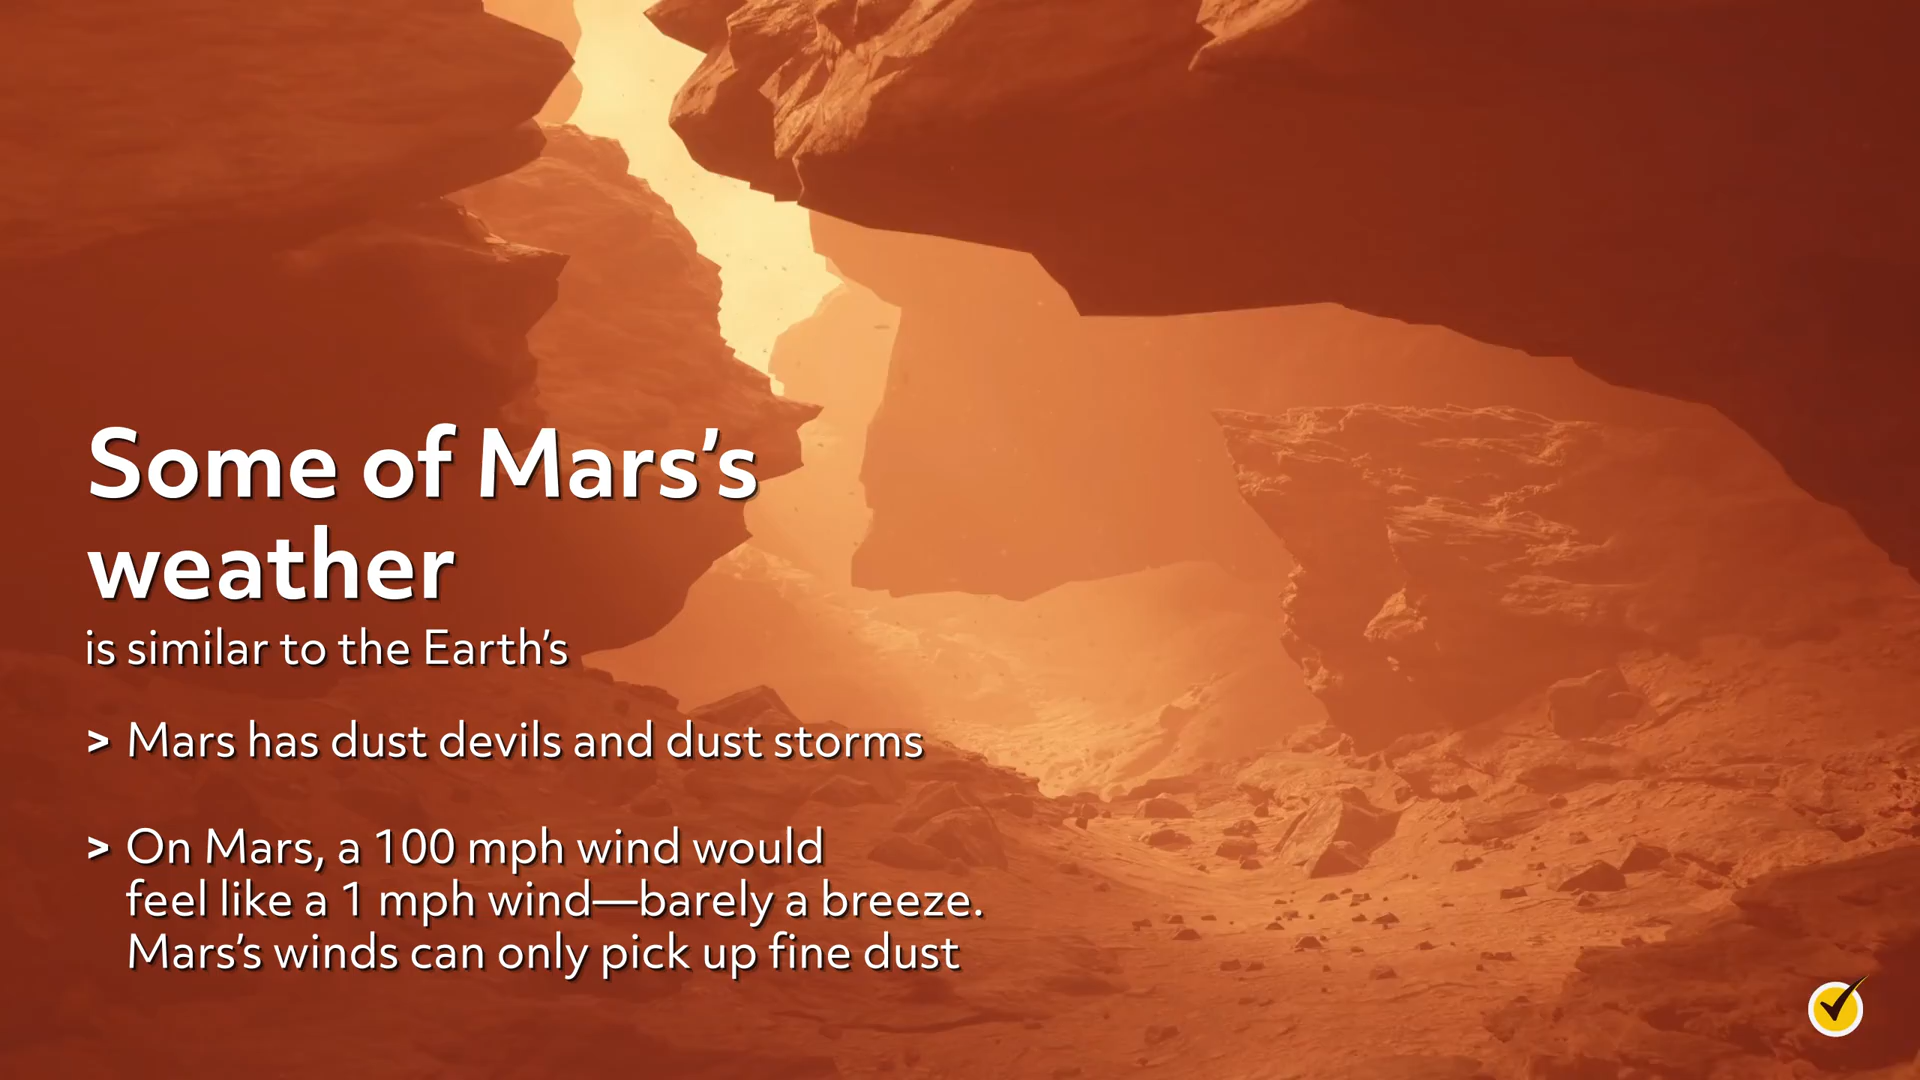 Some of Mars’s
weather
is similar to the Earth’s
> Mars has dust devils and dust storms
> On Mars, a 100 mph wind would
feel like a 1 mph wind—barely a breeze.
Mars’s winds can only pick up fine dust